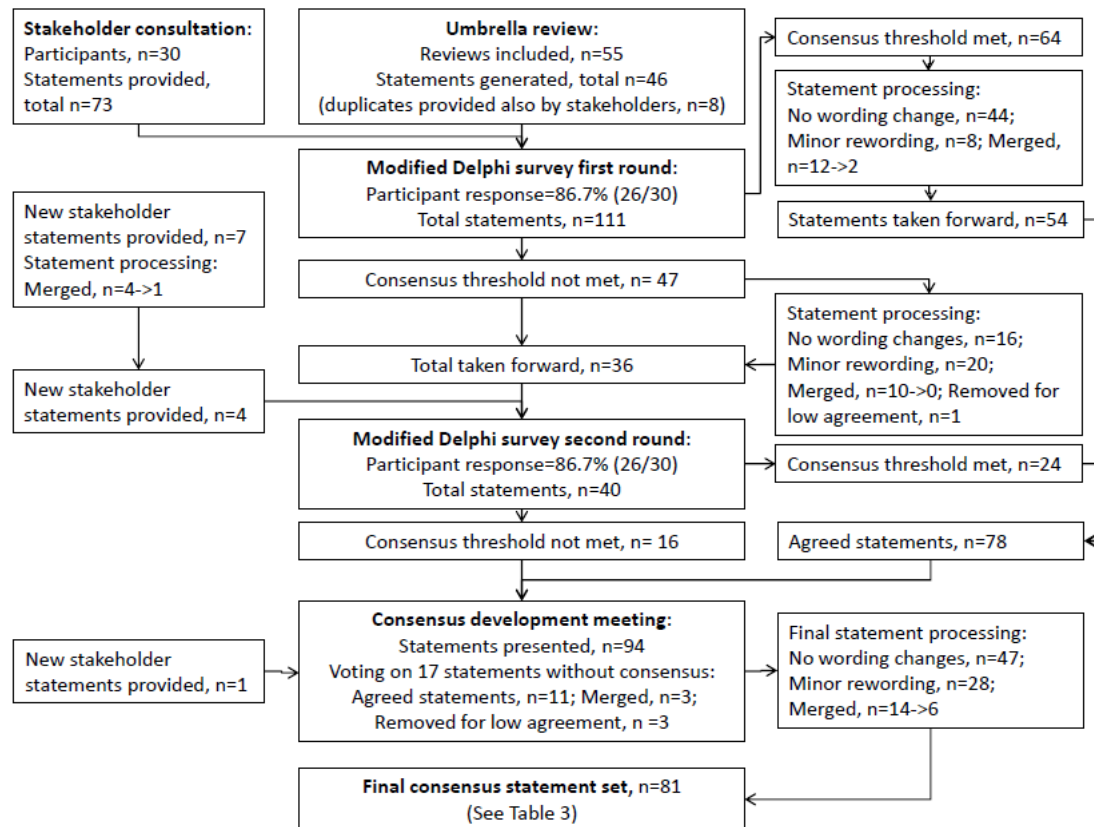 Stakeholder consultation:
Participants, n=30
Statements provided,
total n=73
Umbrella review:
Reviews included, n=55
Statements generated, total n=46
(duplicates provided also by stakeholders, n=8)
Consensus threshold met, n=64
Statement processing:
No wording change, n=44;
Minor rewording, n=8; Merged,
n=12->2
Statements taken forward, n=54
Modified Delphi survey first round:
Participant response=86.7% (26/30)
Total statements, n=111
New stakeholder
statements provided, n=7
Statement processing:
Merged, n=4->1
Consensus threshold not met, n= 47
Statement processing:
No wording changes, n=16;
Minor rewording, n=20;
Merged, n=10->0; Removed for
low agreement, n=1
Total taken forward, n=36
New stakeholder
statements provided, n=4
Modified Delphi survey second round:
Participant response=86.7% (26/30)
Total statements, n=40
Consensus threshold met, n=24
Consensus threshold not met, n= 16
Agreed statements, n=78
Consensus development meeting:
Statements presented, n=94
Voting on 17 statements without consensus:
Agreed statements, n=11; Merged, n=3;
Removed for low agreement, n =3
New stakeholder
statements provided, n=1
Final statement processing:
No wording changes, n=47;
Minor rewording, n=28;
Merged, n=14->6
Final consensus statement set, n=81
(See Table 3)